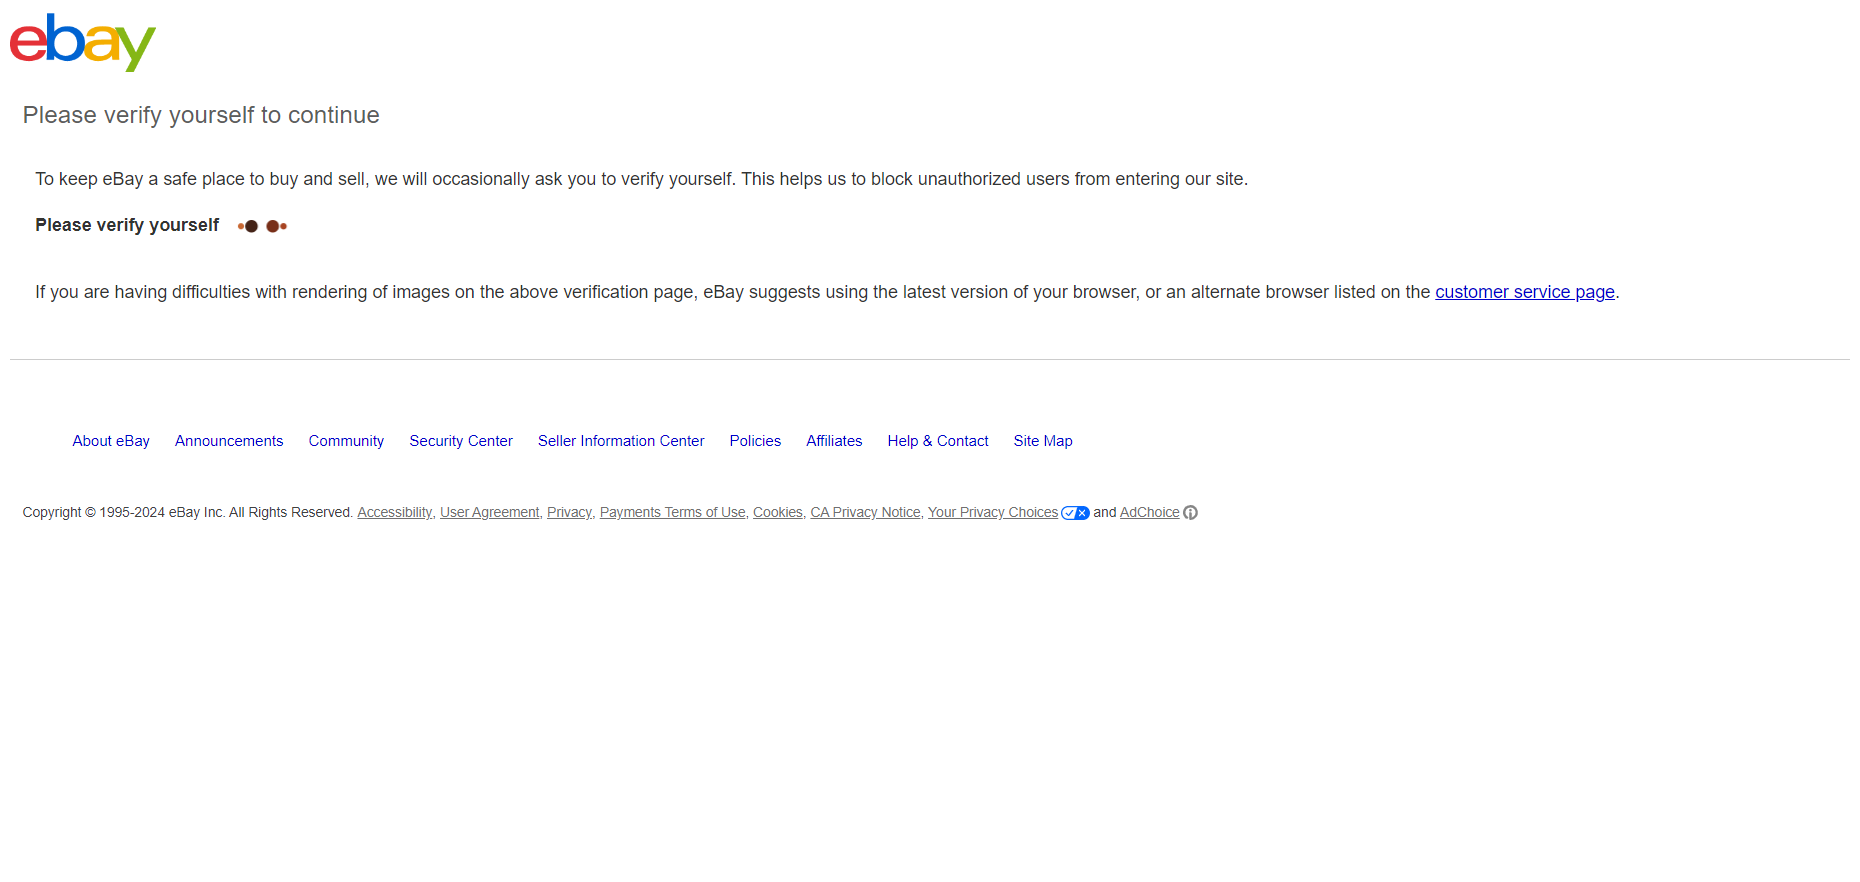 ebay
Please verify yourself to continue
To keep eBay a safe place to buy and sell, we will occasionally ask you to verify yourself. This helps us to block unauthorized users from entering our site.
Please verify yourself
If you are having difficulties with rendering of images on the above verification page, eBay suggests using the latest version of your browser, or an alternate browser listed on the customer service page.
About eBay Announcements Community Security Center Seller Information Center Policies Affiliates Help & Contact Site Map
Copyright © 1995-2024 eBay Inc. All Rights Reserved. Accessibility, User Agreement, Privacy, Payments Terms of Use, Cookies, CA Privacy Notice, Your Privacy Choices and AdChoice